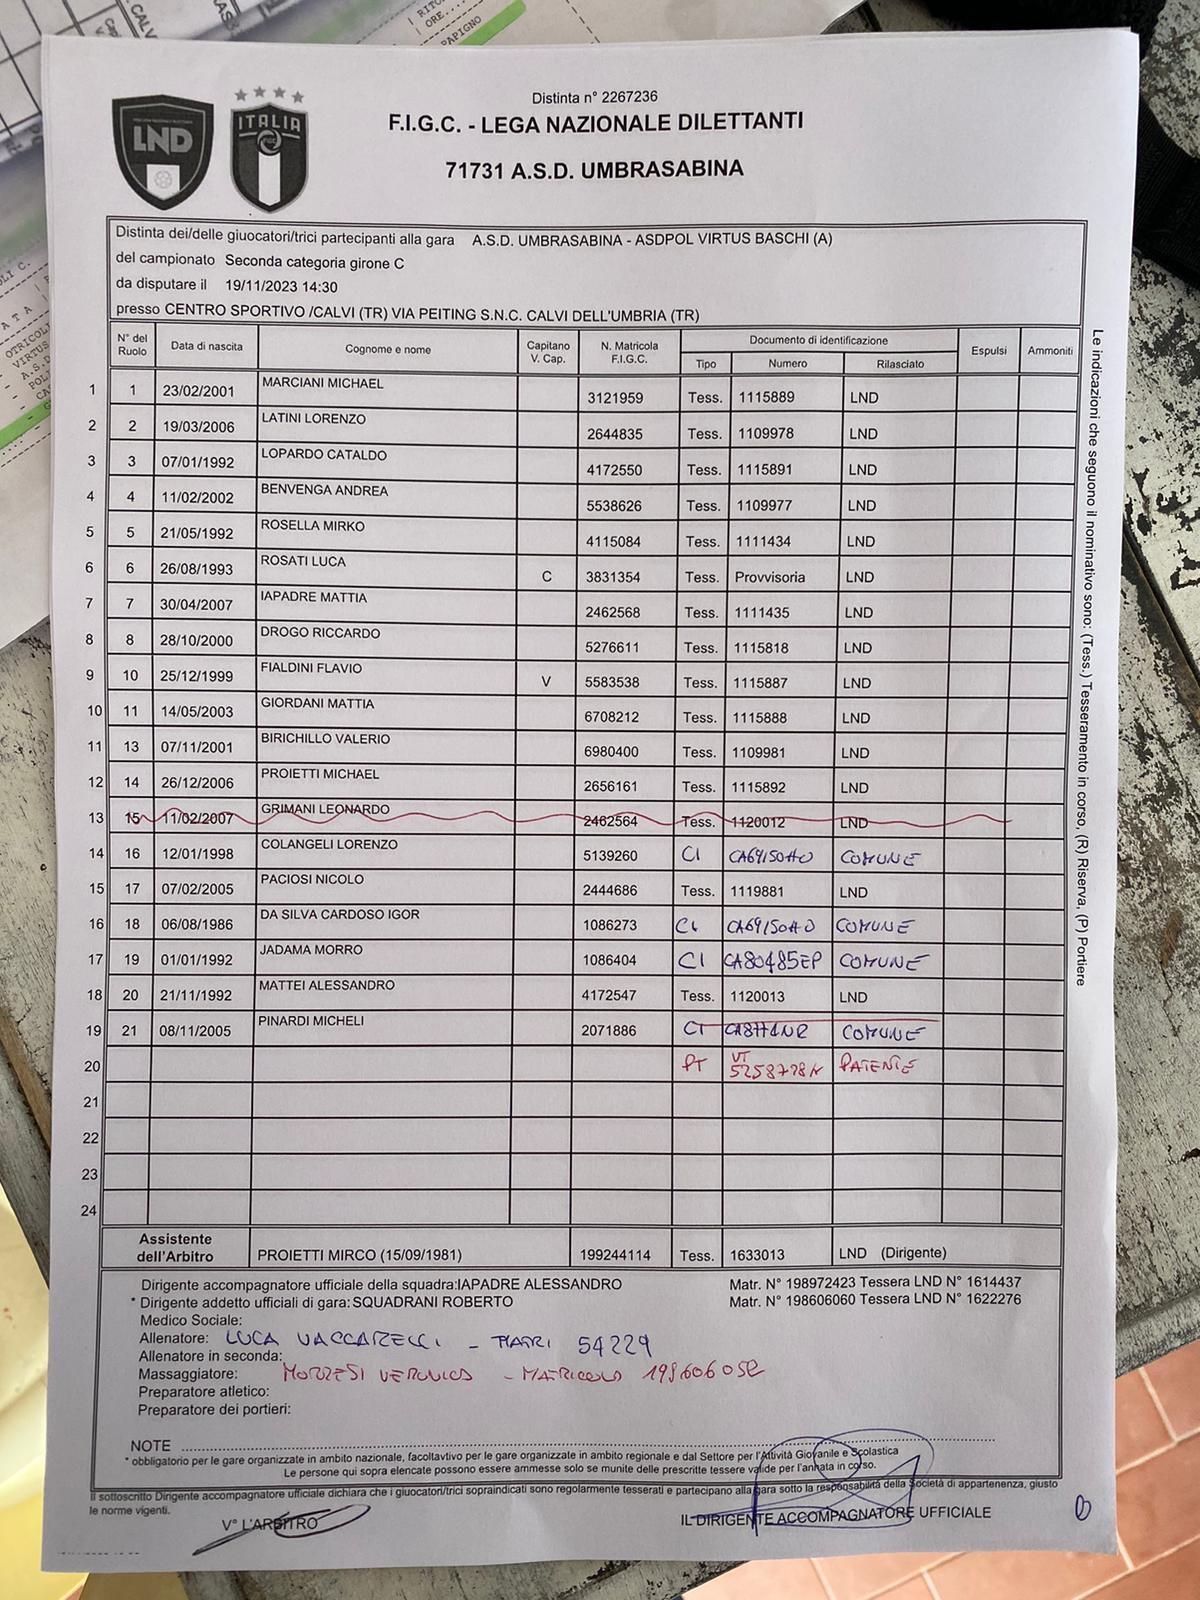 Distinta n° 2267236
F.I.G.C. - LEGA NAZIONALE DILETTANTI
71731 A.S.D. UMBRASABINA
LND
ITALIA
Distinta dei/delle giuocatori/trici partecipanti alla gara A.S.D. UMBRASABINA - ASDPOL VIRTUS BASCHI (A)
del campionato Seconda categoria girone C
da disputare il 19/11/2023 14:30
presso CENTRO SPORTIVO /CALVI (TR) VIA PEITING S.N.C. CALVI DELL'UMBRIA (TR)
N° del Ruolo Data di nascita Cognome e nome Capitano V. Cap. N. Matricola F.I.G.C. Documento di identificazione Espulsi Ammoniti
Tipo Numero Rilasciato
1 1 23/02/2001 MARCIANI MICHAEL 3121959 Tess. 1115889 LND
2 2 19/03/2006 LATINI LORENZO 2644835 Tess. 1109978 LND
3 3 07/01/1992 LOPARDO CATALDO 4172550 Tess. 1115891 LND
4 4 11/02/2002 BENVENGA ANDREA 5538626 Tess. 1109977 LND
5 5 21/05/1992 ROSELLA MIRKO 4115084 Tess. 1111434 LND
6 6 26/08/1993 ROSATI LUCA C 3831354 Tess. Provvisoria LND
7 7 30/04/2007 IAPADRE MATTIA 2462568 Tess. 1111435 LND
8 8 28/10/2000 DROGO RICCARDO 5276611 Tess. 1115818 LND
9 10 25/12/1999 FIALDINI FLAVIO V 5583538 Tess. 1115887 LND
10 11 14/05/2003 GIORDANI MATTIA 6708212 Tess. 1115888 LND
11 13 07/11/2001 BIRICHILLO VALERIO 6980400 Tess. 1109981 LND
12 14 26/12/2006 PROIETTI MICHAEL 2656161 Tess. 1115892 LND
13 15 11/02/2007 GRIMANI LEONARDO 2462564 Tess. 1120012 LND
14 16 12/01/1998 COLANGELI LORENZO 5139260 CI COMUNE
15 17 07/02/2005 PACIOSI NICOLO 2444686 Tess. 1119881 LND
16 18 06/08/1986 DA SILVA CARDOSO IGOR 1086273 CI COMUNE
17 19 01/01/1992 JADAMA MORRO 1086404 CI CA80485EP COMUNE
18 20 21/11/1992 MATTEI ALESSANDRO 4172547 Tess. 1120013 LND
19 21 08/11/2005 PINARDI MICHELI 2071886 CI COMUNE
20 PT PATENTE
21
22
23
24
Assistente dell'Arbitro PROIETTI MIRCO (15/09/1981) 199244114 Tess. 1633013 LND (Dirigente)
Dirigente accompagnatore ufficiale della squadra:IAPADRE ALESSANDRO Matr. N° 198972423 Tessera LND N° 1614437
* Dirigente addetto ufficiali di gara: SQUADRANI ROBERTO Matr. N° 198606060 Tessera LND N° 1622276
Medico Sociale:
Allenatore: LUCA VACCARELLI - MATRI 54229
Allenatore in seconda:
Massaggiatore: VERONICA - MATRICOLA
Preparatore atletico:
Preparatore dei portieri:
NOTE
* obbligatorio per le gare organizzate in ambito nazionale, facoltavtivo per le gare organizzate in ambito regionale e dal Settore per l'Attività Giovanile e Scolastica
Le persone qui sopra elencate possono essere ammesse solo se munite delle prescritte tessere valide per l'annata in corso.
Il sottoscritto Dirigente accompagnatore ufficiale dichiara che i giuocatori/trici sopraindicati sono regolarmente tesserati e partecipano alla gara sotto la responsabilità della Società di appartenenza, giusto
le norme vigenti.
V° L'ARBITRO
IL DIRIGENTE ACCOMPAGNATORE UFFICIALE
Le indicazioni che seguono il nominativo sono: (Tess.) Tesseramento in corso, (R) Riserva, (P) Portiere